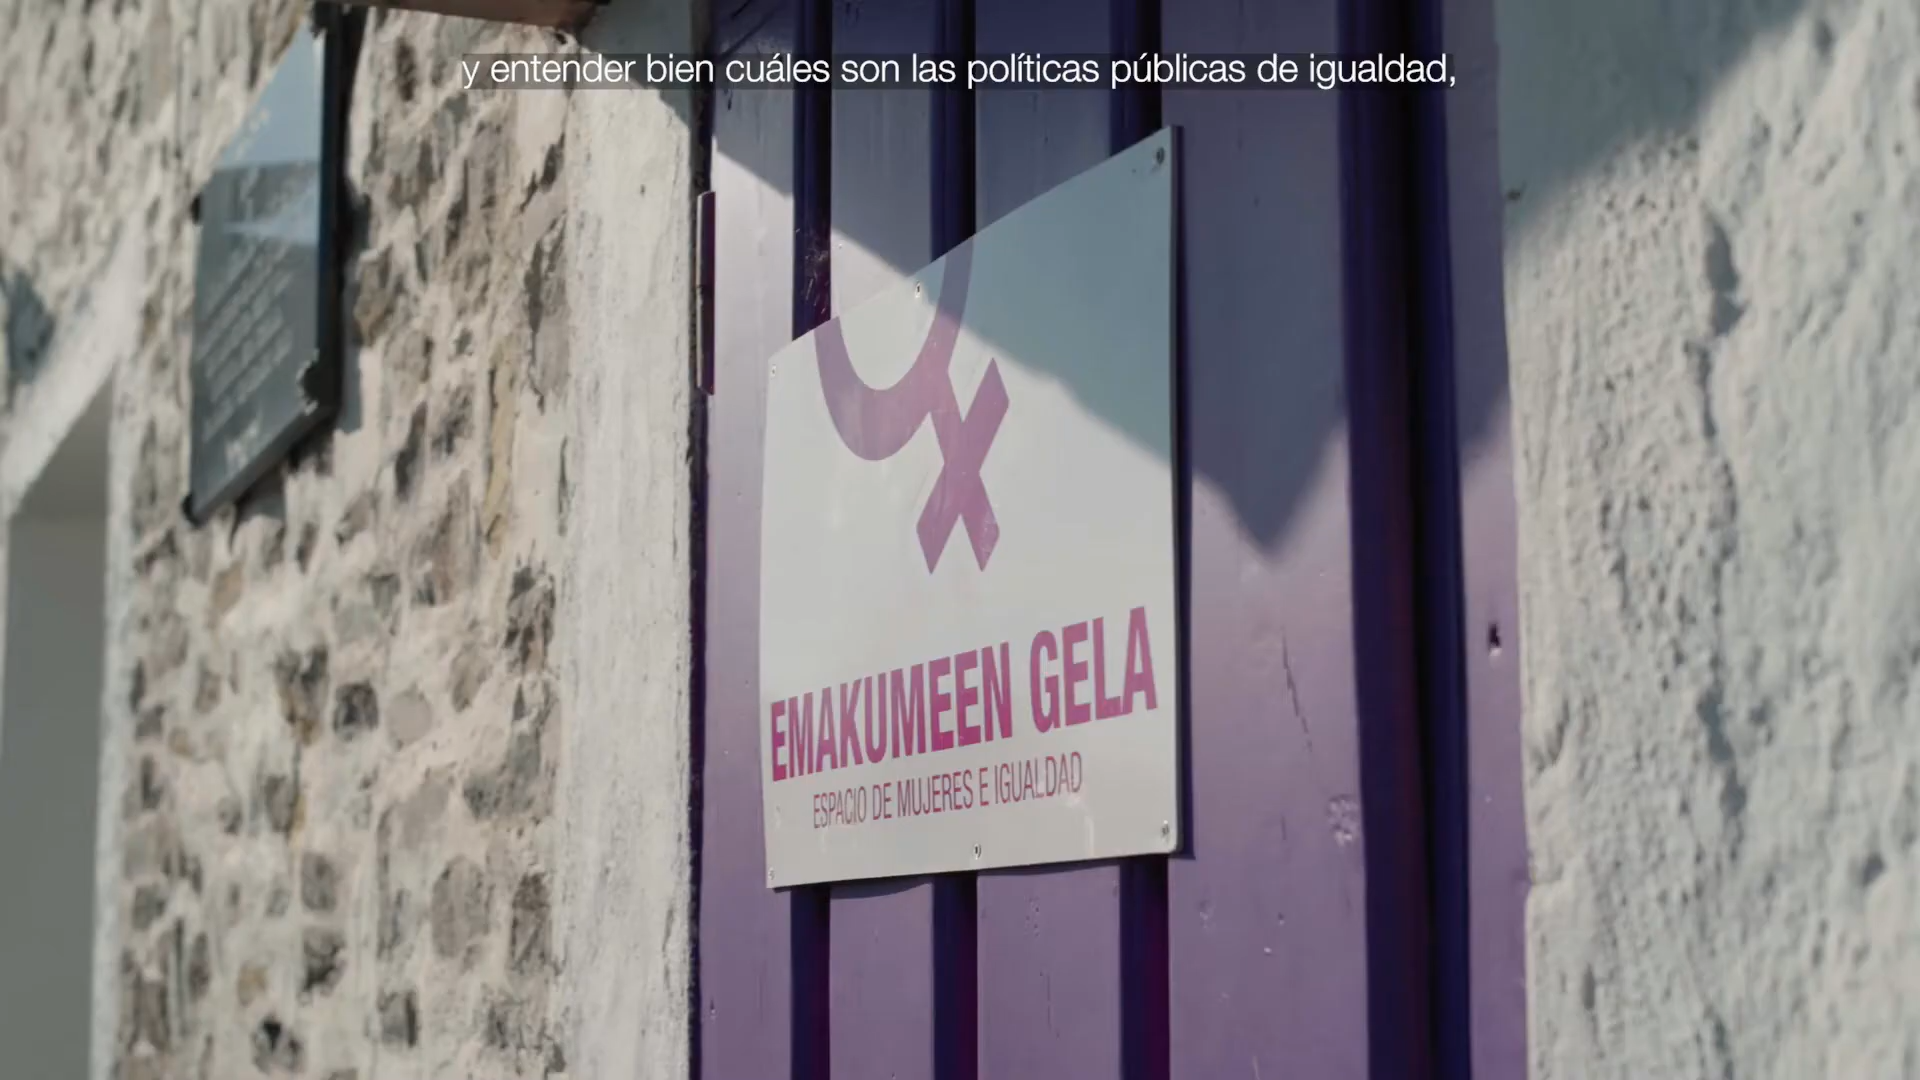 y entender bien cuáles son las políticas públicas de igualdad,
EMAKUMEEN GELA
ESPACIO DE MUJERES E IGUALDAD